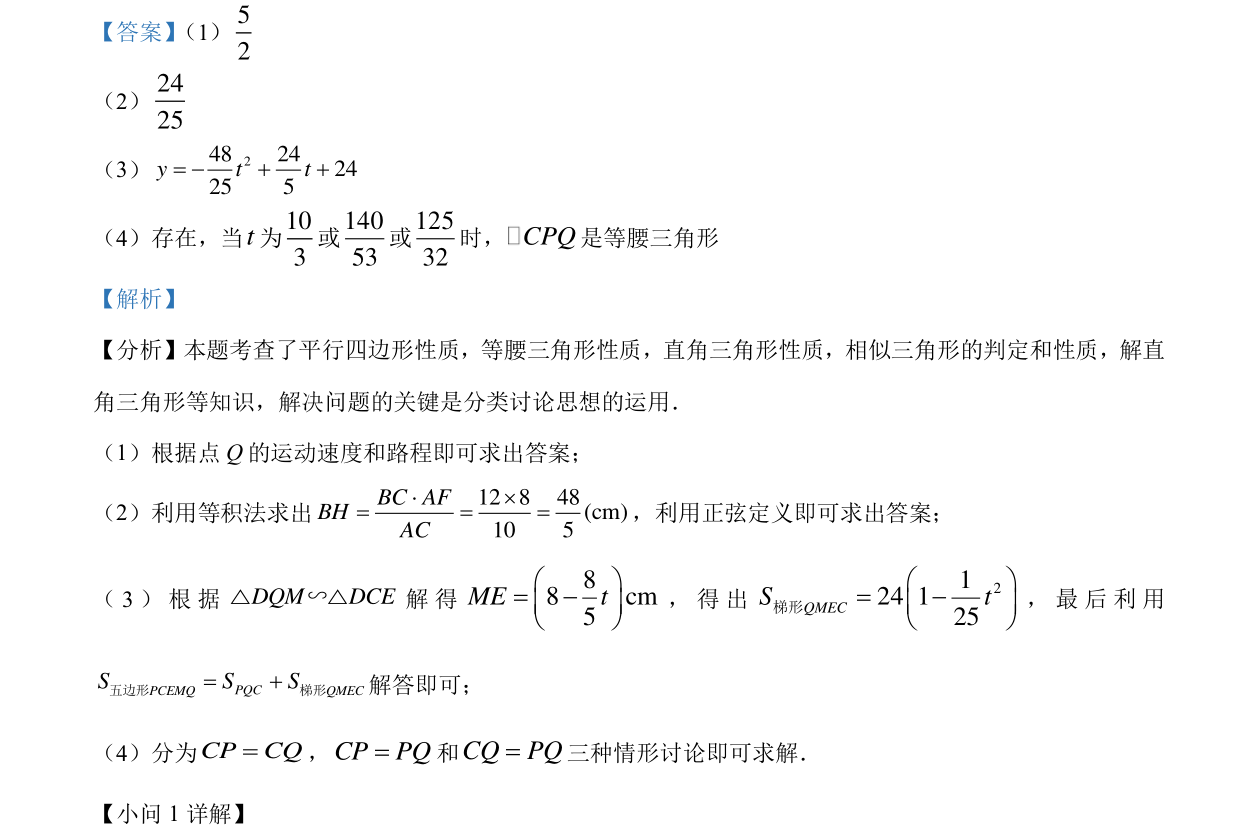 【答案】（1）5/2
（2）24/25
（3）y = −48/25 t² + 24/5 t + 24
（4）存在，当 t 为 10/3 或 140/53 或 125/32 时，□CPQ 是等腰三角形
【解析】
【分析】本题考查了平行四边形性质，等腰三角形性质，直角三角形性质，相似三角形的判定和性质，解直
角三角形等知识，解决问题的关键是分类讨论思想的运用．
（1）根据点 Q 的运动速度和路程即可求出答案；
（2）利用等积法求出 BH = BC·AF/AC = 12×8/10 = 48/5 (cm)，利用正弦定义即可求出答案；
（3）根据 △DQM∽△DCE 解得 ME = (8 − 8/5 t) cm，得出 S梯形QMEC = 24(1 − 1/25 t²)，最后利用
S五边形PCEMQ = S PQC + S梯形QMEC 解答即可；
（4）分为 CP = CQ，CP = PQ 和 CQ = PQ 三种情形讨论即可求解．
【小问 1 详解】